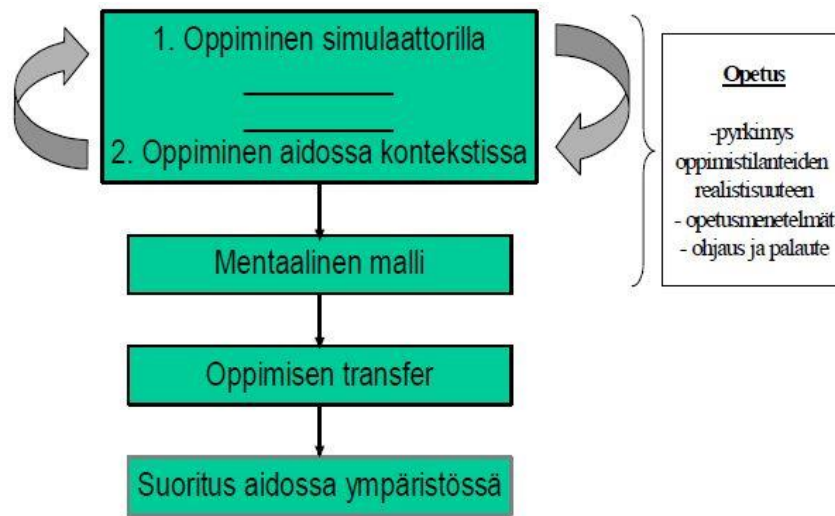 1. Oppiminen simulaattorilla
2. Oppiminen aidossa kontekstissa
Mentaalinen malli
Oppimisen transfer
Suoritus aidossa ympäristössä
Opetus
-pyrkimys
oppimistilanteiden
realistisuuteen
- opetusmenetelmät
- ohjaus ja palaute